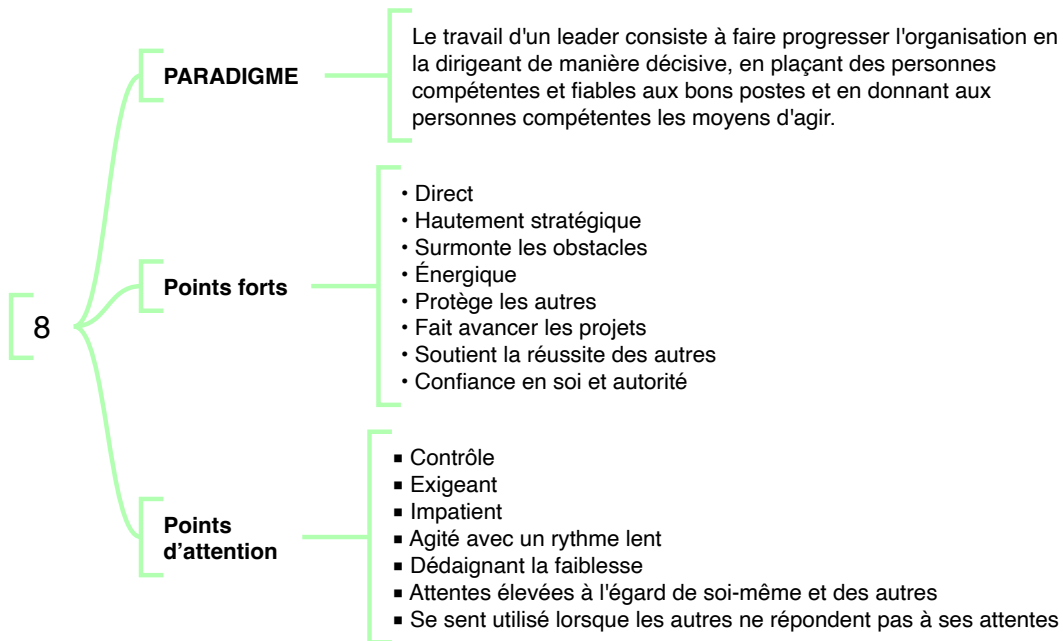 8
PARADIGME
Le travail d'un leader consiste à faire progresser l'organisation en
la dirigeant de manière décisive, en plaçant des personnes
compétentes et fiables aux bons postes et en donnant aux
personnes compétentes les moyens d'agir.
Points forts
• Direct
• Hautement stratégique
• Surmonte les obstacles
• Énergique
• Protège les autres
• Fait avancer les projets
• Soutient la réussite des autres
• Confiance en soi et autorité
Points
d’attention
▪ Contrôle
▪ Exigeant
▪ Impatient
▪ Agité avec un rythme lent
▪ Dédaignant la faiblesse
▪ Attentes élevées à l'égard de soi-même et des autres
▪ Se sent utilisé lorsque les autres ne répondent pas à ses attentes